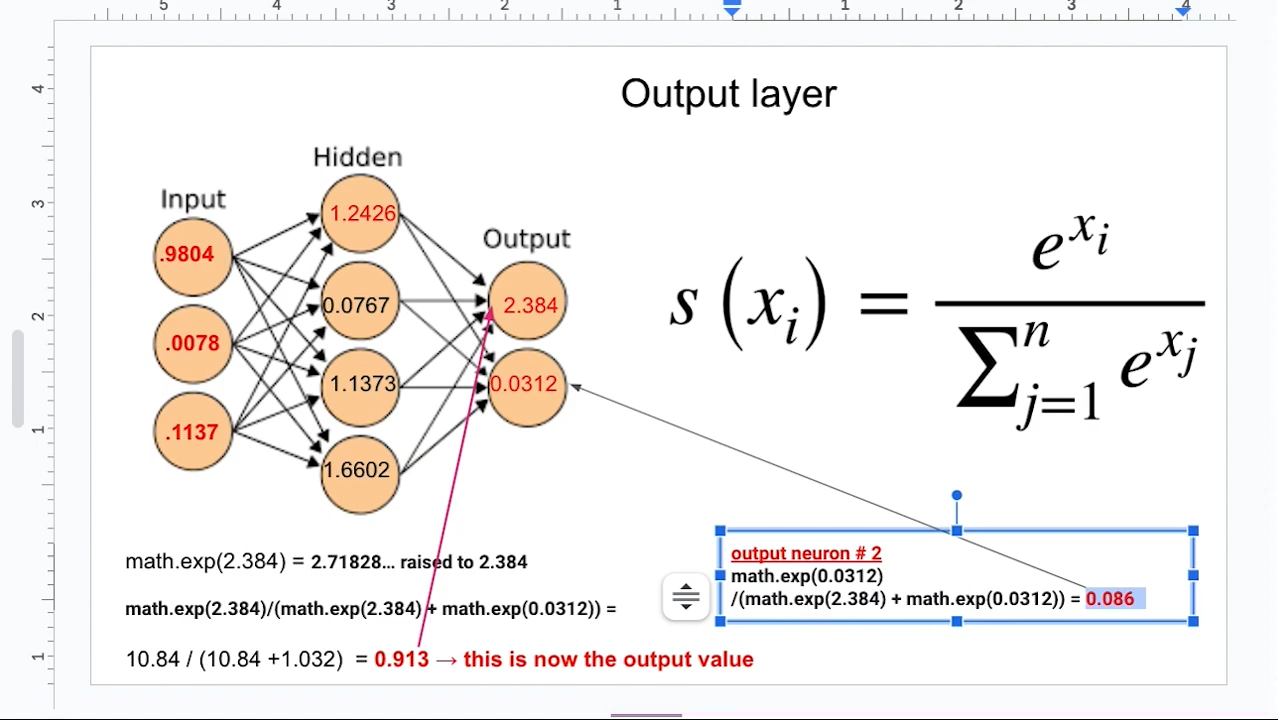 5 4 3 2 1 1 2 3 4
4
3
2
1
1
Output layer
Hidden
Input
Output
1.2426
.9804
0.0767
2.384
.0078
1.1373
0.0312
.1137
1.6602
s (xᵢ) = e^xᵢ / ∑ⁿⱼ₌₁ e^xⱼ
math.exp(2.384) = 2.71828... raised to 2.384
math.exp(2.384)/(math.exp(2.384) + math.exp(0.0312)) =
10.84 / (10.84 +1.032) = 0.913 → this is now the output value
output neuron # 2
math.exp(0.0312)
/(math.exp(2.384) + math.exp(0.0312)) = 0.086